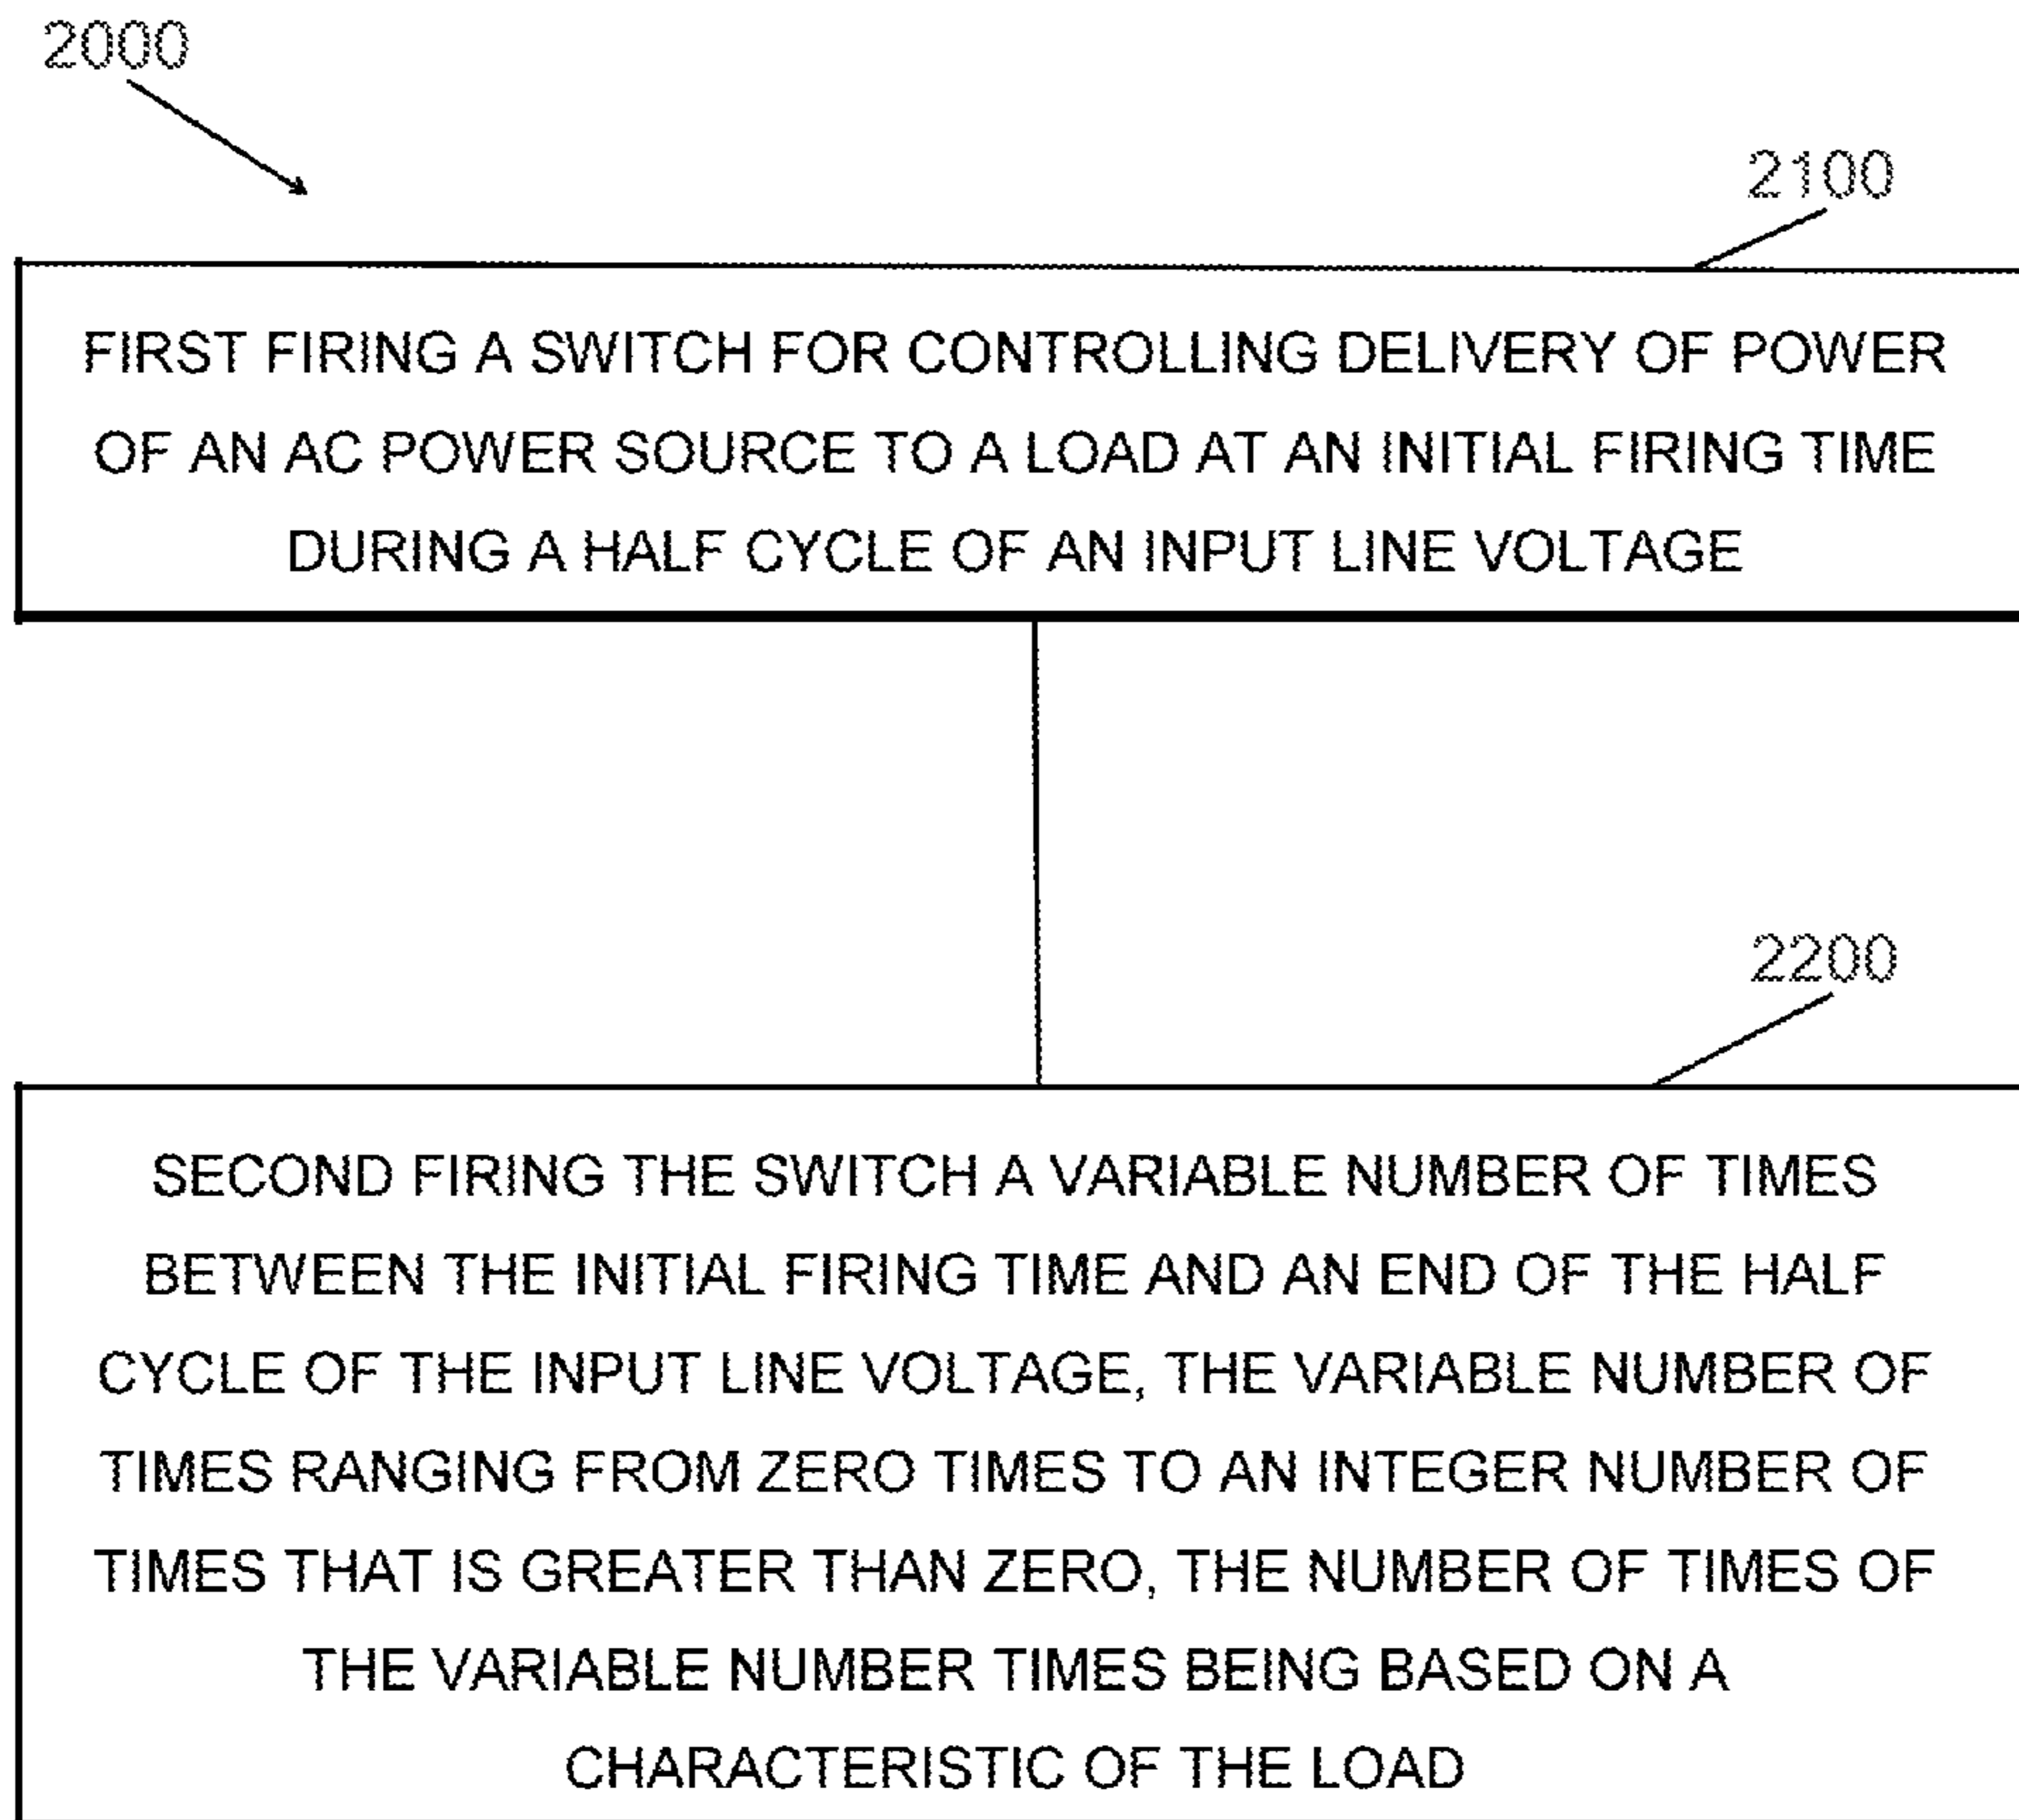 2000
2100
FIRST FIRING A SWITCH FOR CONTROLLING DELIVERY OF POWER
OF AN AC POWER SOURCE TO A LOAD AT AN INITIAL FIRING TIME
DURING A HALF CYCLE OF AN INPUT LINE VOLTAGE
2200
SECOND FIRING THE SWITCH A VARIABLE NUMBER OF TIMES
BETWEEN THE INITIAL FIRING TIME AND AN END OF THE HALF
CYCLE OF THE INPUT LINE VOLTAGE, THE VARIABLE NUMBER OF
TIMES RANGING FROM ZERO TIMES TO AN INTEGER NUMBER OF
TIMES THAT IS GREATER THAN ZERO, THE NUMBER OF TIMES OF
THE VARIABLE NUMBER TIMES BEING BASED ON A
CHARACTERISTIC OF THE LOAD